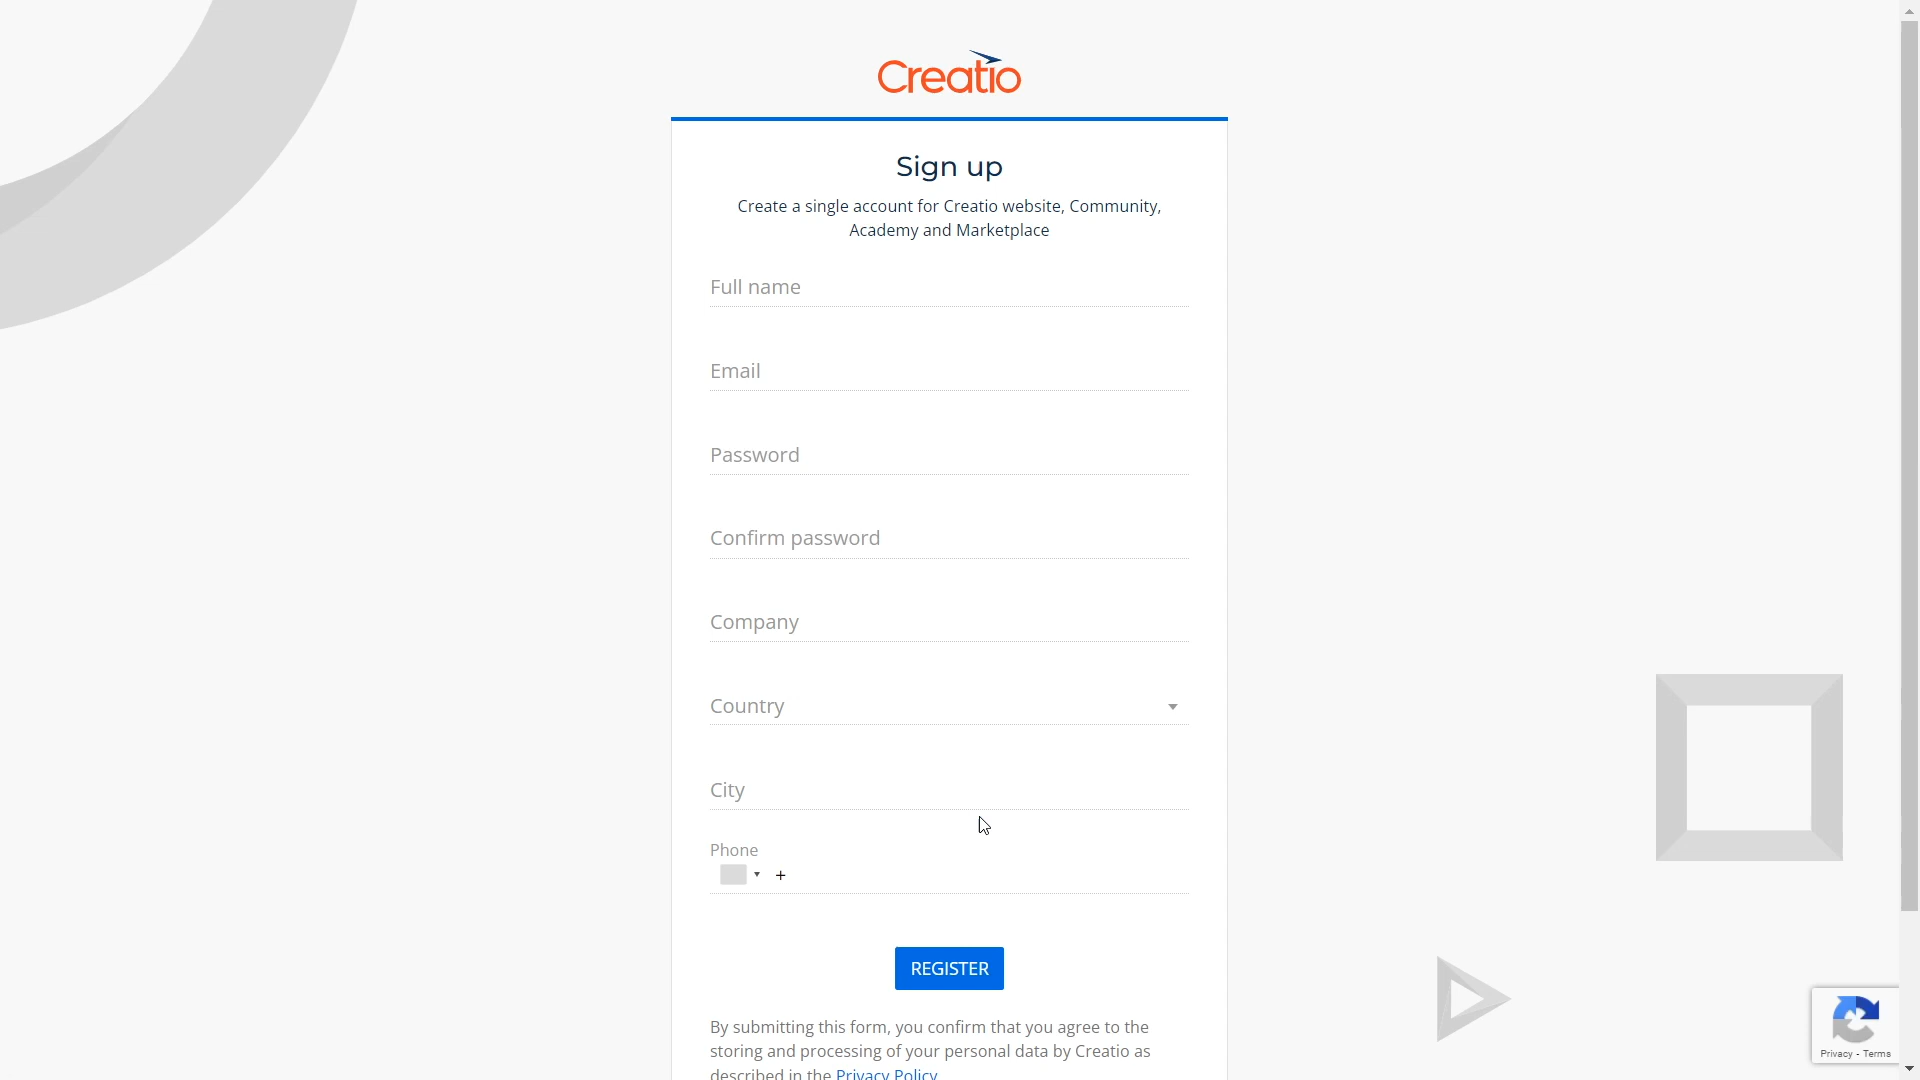 Creatio
Sign up
Create a single account for Creatio website, Community,
Academy and Marketplace
Full name
Email
Password
Confirm password
Company
Country
City
Phone
+
REGISTER
By submitting this form, you confirm that you agree to the
storing and processing of your personal data by Creatio as
described in the Privacy Policy
Privacy - Terms